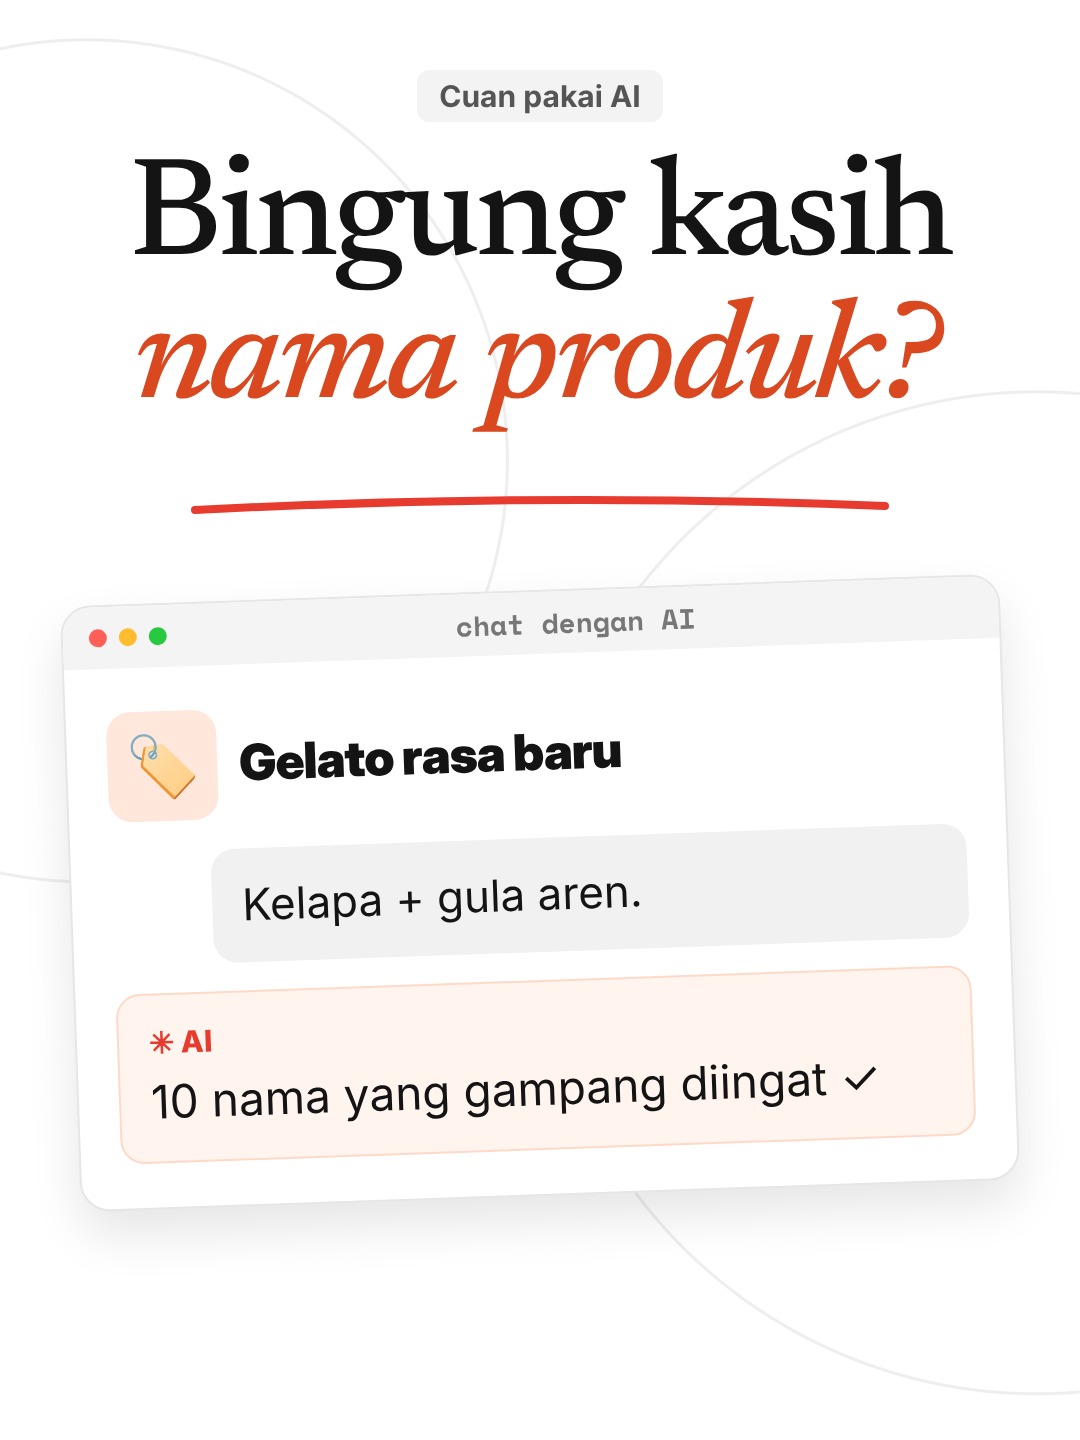 Cuan pakai AI
Bingung kasih
nama produk?
chat dengan AI
Gelato rasa baru
Kelapa + gula aren.
✳ AI
10 nama yang gampang diingat ✓